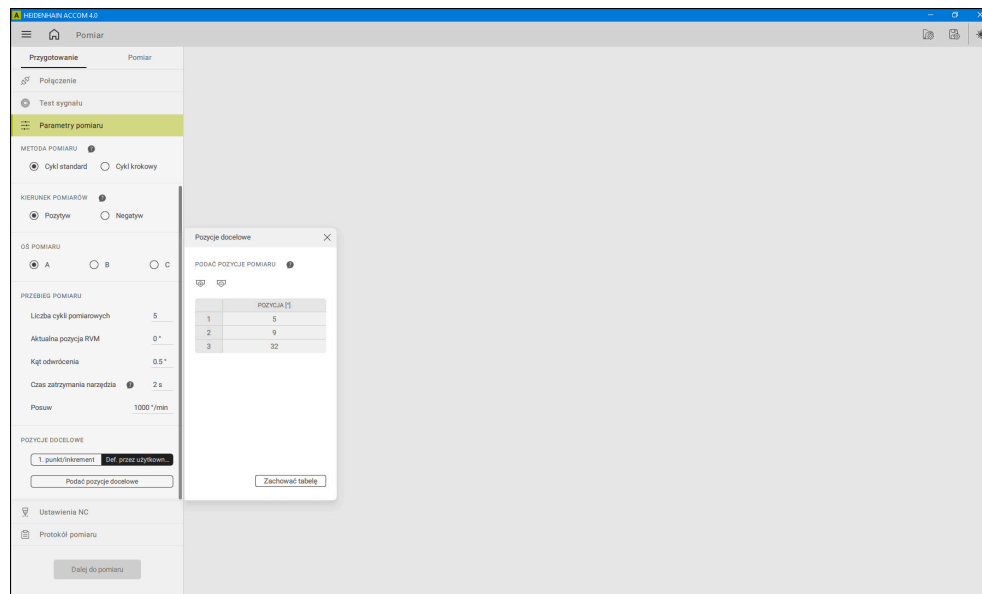 HEIDENHAIN ACCOM 4.0
Pomiar
Przygotowanie Pomiar
Połączenie
Test sygnału
Parametry pomiaru
METODA POMIARU
Cykl standard Cykl krokowy
KIERUNEK POMIARÓW
Pozytyw Negatyw
OŚ POMIARU
A B C
PRZEBIEG POMIARU
Liczba cykli pomiarowych 5
Aktualna pozycja RVM 0 °
Kąt odwrócenia 0.5 °
Czas zatrzymania narzędzia 2 s
Posuw 1000 °/min
POZYCJE DOCELOWE
1. punkt/inkrement Def. przez użytkown...
Podać pozycje docelowe
Ustawienia NC
Protokół pomiaru
Dalej do pomiaru
Pozycje docelowe
PODAĆ POZYCJE POMIARU
POZYCJA [°]
1 5
2 9
3 32
Zachować tabelę